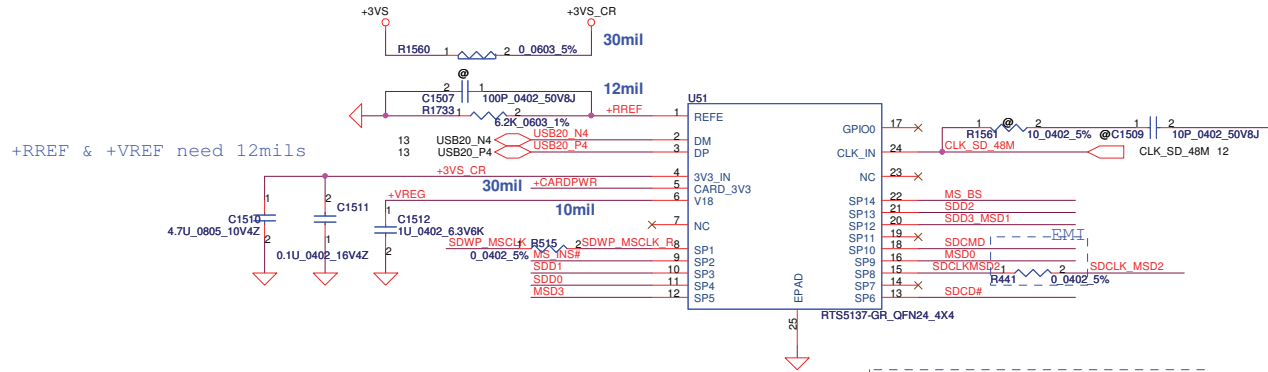 +3VS
+3VS_CR
R1560 1 2 0_0603_5% 30mil
@
2 1 12mil
C1507 100P_0402_50V8J
R1733 1 2 +RREF
6.2K_0603_1%
+RREF & +VREF need 12mils
13 USB20_N4 USB20_N4
13 USB20_P4 USB20_P4
+3VS_CR
30mil +CARDPWR
+VREG
10mil
1 C1510 2
4.7U_0805_10V4Z
2 C1511 1
0.1U_0402_16V4Z
1 C1512
1U_0402_6.3V6K
2
SDWP_MSCLK 1 R515 2 SDWP_MSCLK_R
0_0402_5%
MS_INS#
SDD1
SDD0
MSD3
U51
1 REFE
2 DM
3 DP
4 3V3_IN
5 CARD_3V3
6 V18
7 NC
8 SP1
9 SP2
10 SP3
11 SP4
12 SP5
EPAD
25
GPIO0 17
CLK_IN 24
NC 23
SP14 22 MS_BS
SP13 21 SDD2
SP12 20 SDD3_MSD1
SP11 19
SP10 18 SDCMD
SP9 16 MSD0
SP8 15 SDCLKMSD2
SP7 14
SP6 13 SDCD#
RTS5137-GR_QFN24_4X4
1 @ 2
R1561 10_0402_5%
@C1509 1 2
10P_0402_50V8J
CLK_SD_48M CLK_SD_48M 12
EMI
1 2 SDCLK_MSD2
R441 0_0402_5%